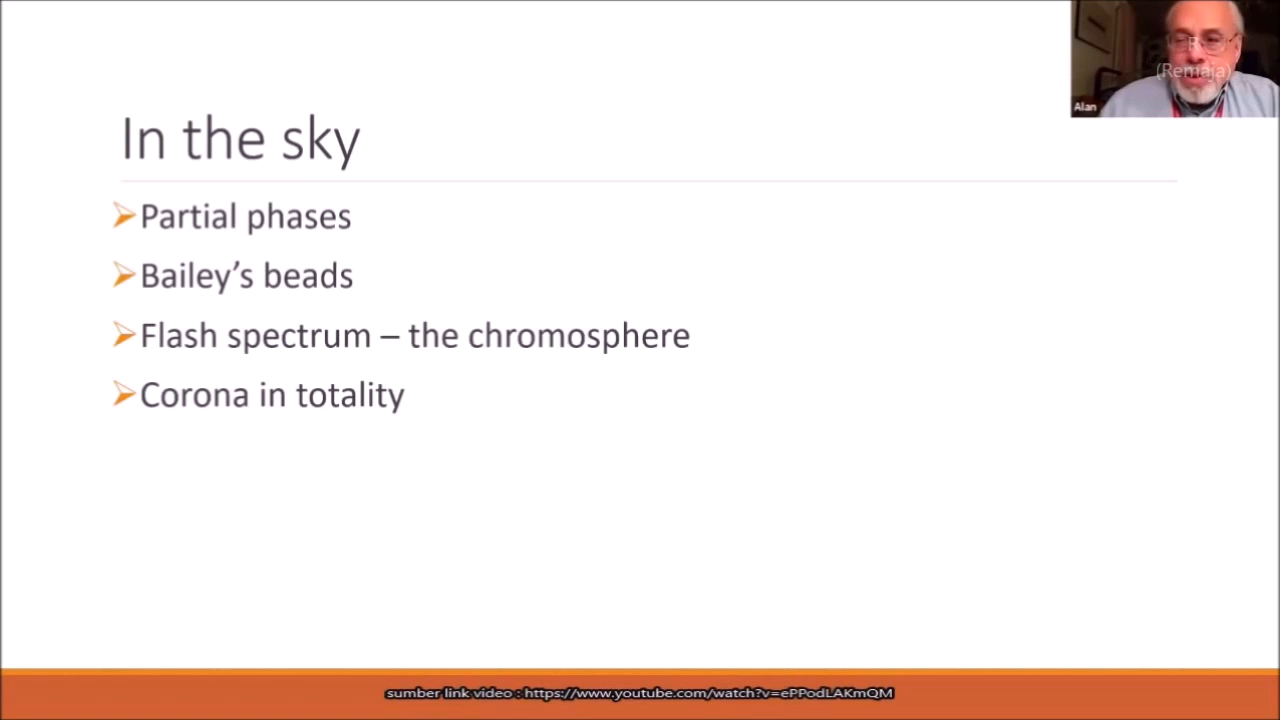 R
(Remaja)
Alan
In the sky
Partial phases
Bailey's beads
Flash spectrum – the chromosphere
Corona in totality
sumber link video : https://www.youtube.com/watch?v=ePPodLAKmQM